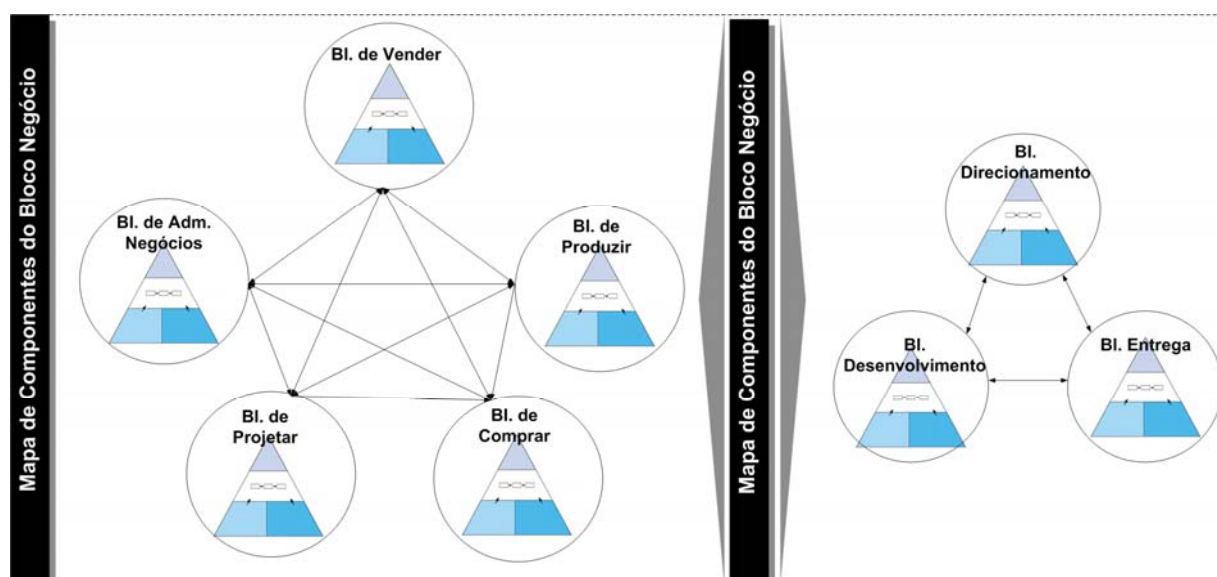 Mapa de Componentes do Bloco Negócio
Bl. de Vender
Bl. de Adm.
Negócios
Bl. de
Produzir
Bl. de
Projetar
Bl. de
Comprar
Mapa de Componentes do Bloco Negócio
Bl.
Direcionamento
Bl.
Desenvolvimento
Bl. Entrega